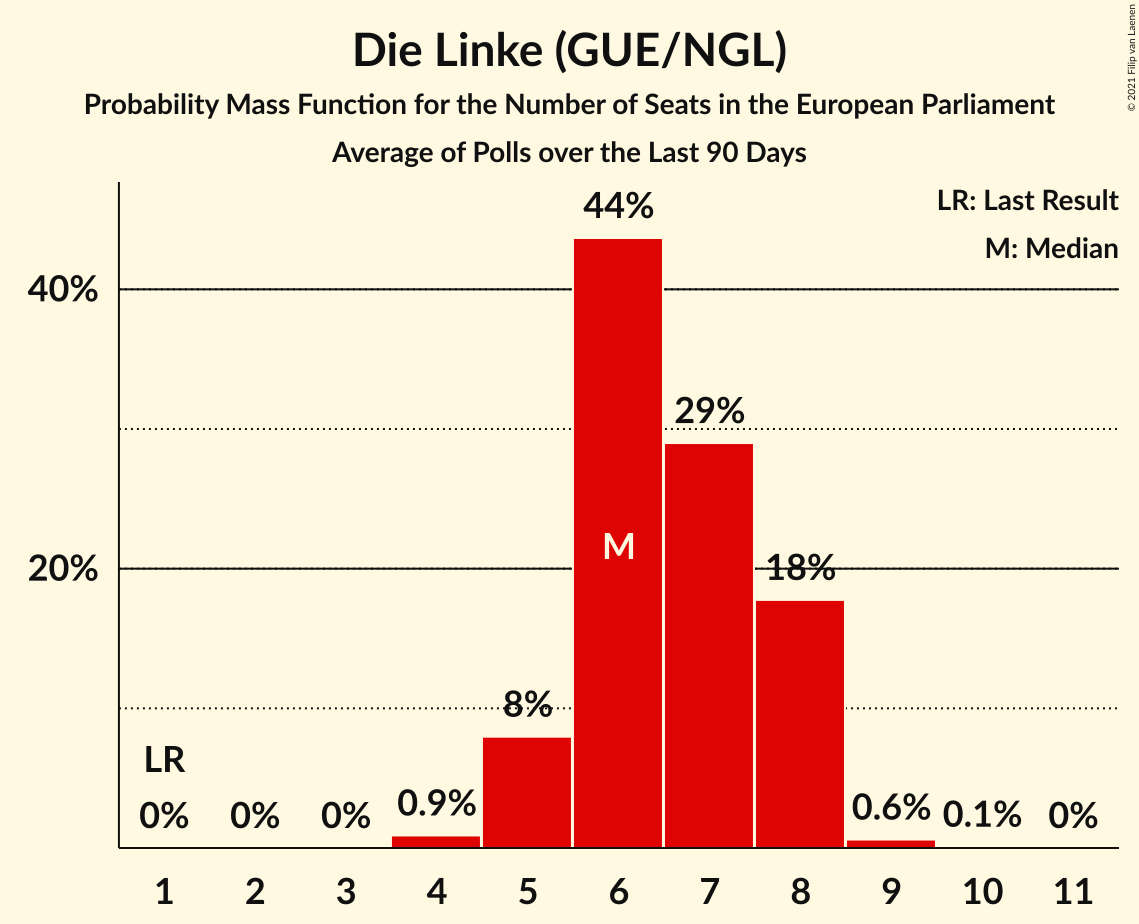 Die Linke (GUE/NGL)
Probability Mass Function for the Number of Seats in the European Parliament
Average of Polls over the Last 90 Days
© 2021 Filip van Laenen
LR: Last Result
M: Median
44%
40%
29%
M
20%
18%
8%
LR
0%
0%
0%
0.9%
0.6%
0.1%
0%
1 2 3 4 5 6 7 8 9 10 11